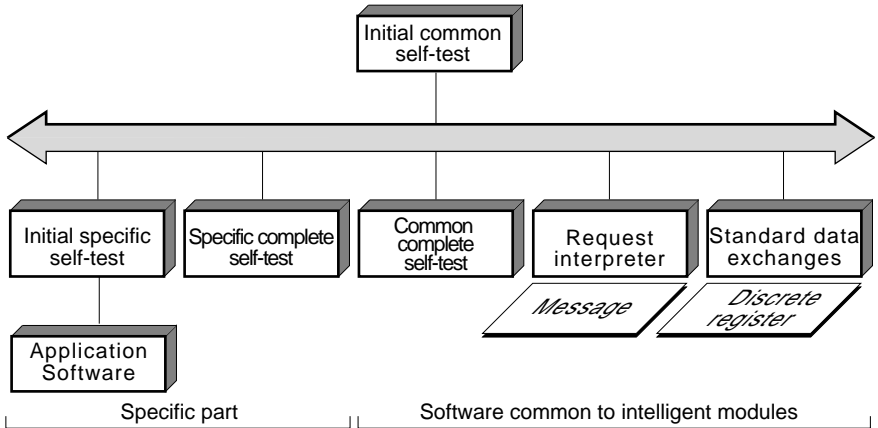 Initial common
self-test
Initial specific
self-test
Specific complete
self-test
Common
complete
self-test
Request
interpreter
Standard data
exchanges
Message
Discrete
register
Application
Software
Specific part
Software common to intelligent modules